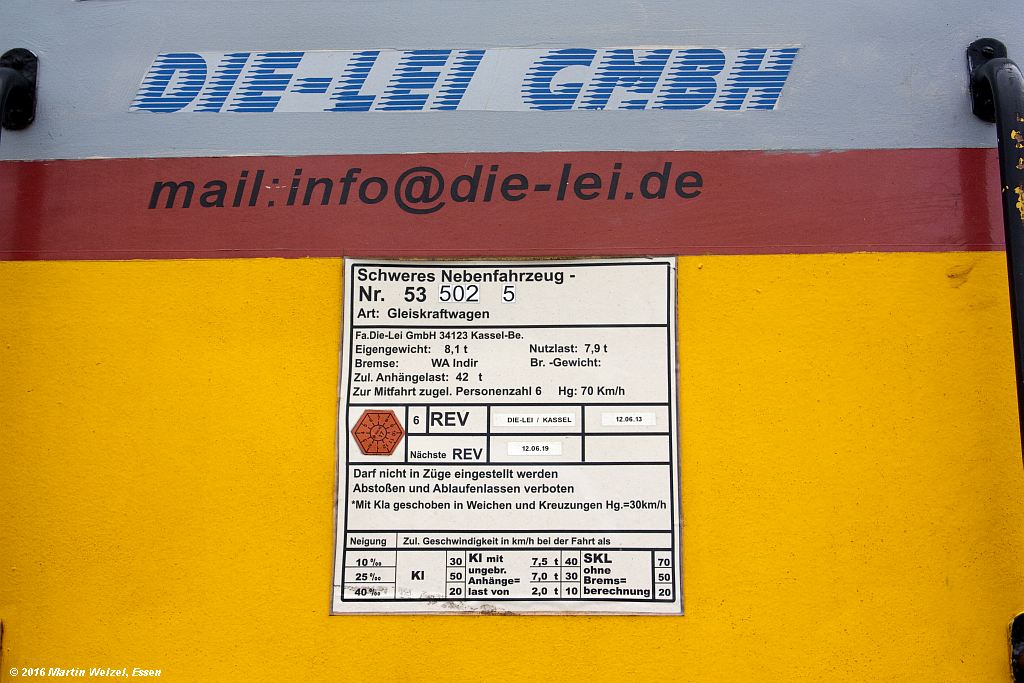 DIE-LEI GMBH
mail:info@die-lei.de
Schweres Nebenfahrzeug -
Nr. 53 502 5
Art: Gleiskraftwagen
Fa.Die-Lei GmbH 34123 Kassel-Be.
Eigengewicht: 8,1 t Nutzlast: 7,9 t
Bremse: WA Indir Br. -Gewicht:
Zul. Anhängelast: 42 t
Zur Mitfahrt zugel. Personenzahl 6 Hg: 70 Km/h
6 REV DIE-LEI / KASSEL 12.06.13
Nächste REV 12.06.19
Darf nicht in Züge eingestellt werden
Abstoßen und Ablaufenlassen verboten
*Mit Kla geschoben in Weichen und Kreuzungen Hg.=30km/h
Neigung Zul. Geschwindigkeit in km/h bei der Fahrt als
10 ‰ 30 KI mit 7,5 t 40 SKL 70
25 ‰ KI 50 ungebr. Anhänge= 7,0 t 30 ohne Brems= 50
40 ‰ 20 last von 2,0 t 10 berechnung 20
© 2016 Martin Welzel, Essen